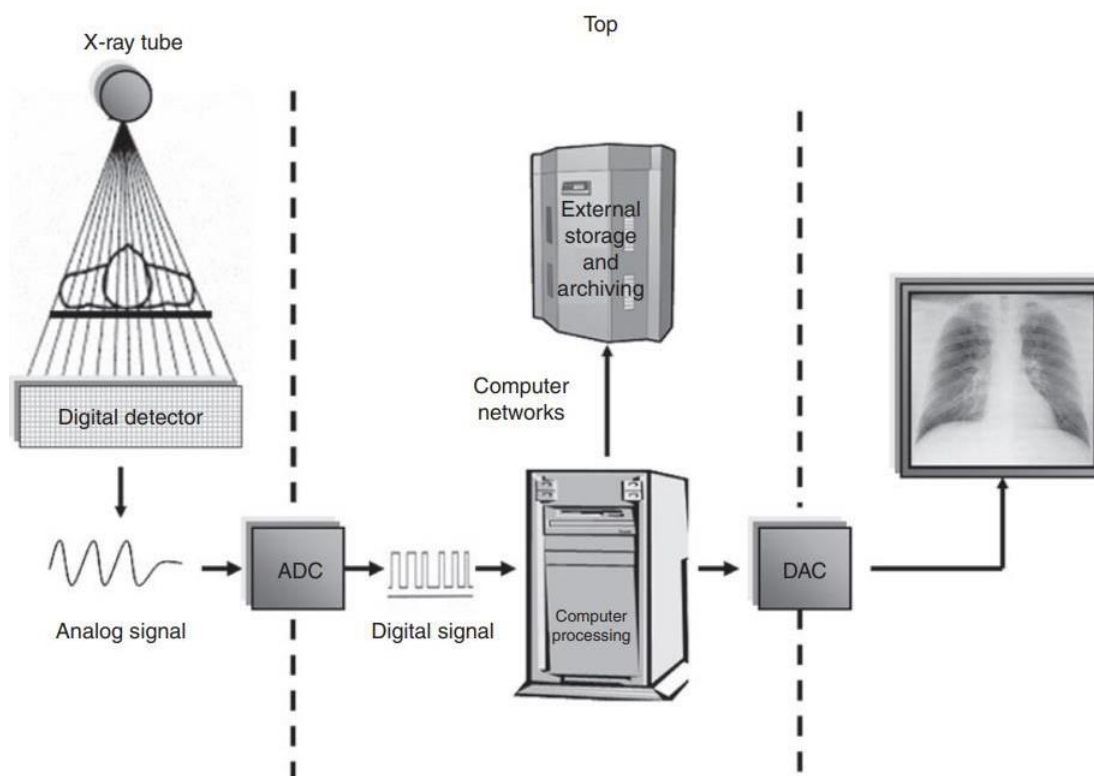 Top
X-ray tube
External
storage
and
archiving
Computer
networks
Digital detector
ADC
DAC
Computer
processing
Analog signal
Digital signal